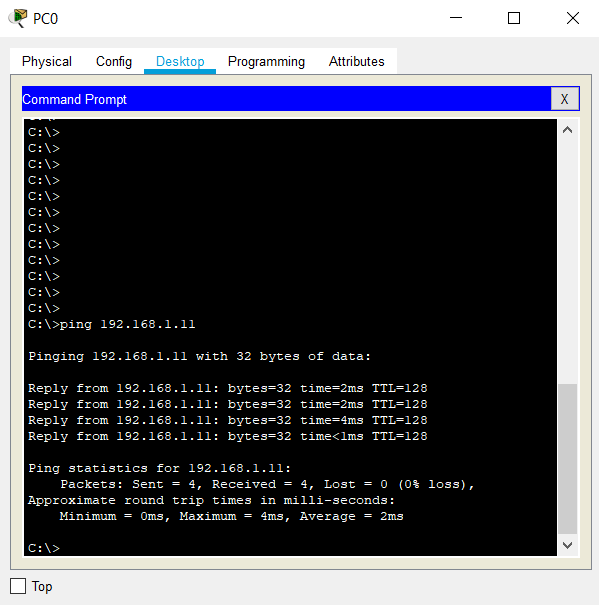 PC0
Physical Config Desktop Programming Attributes
Command Prompt X
C:\>
C:\>
C:\>
C:\>
C:\>
C:\>
C:\>
C:\>
C:\>
C:\>
C:\>
C:\>
C:\>ping 192.168.1.11
Pinging 192.168.1.11 with 32 bytes of data:
Reply from 192.168.1.11: bytes=32 time=2ms TTL=128
Reply from 192.168.1.11: bytes=32 time=2ms TTL=128
Reply from 192.168.1.11: bytes=32 time=4ms TTL=128
Reply from 192.168.1.11: bytes=32 time<1ms TTL=128
Ping statistics for 192.168.1.11:
Packets: Sent = 4, Received = 4, Lost = 0 (0% loss),
Approximate round trip times in milli-seconds:
Minimum = 0ms, Maximum = 4ms, Average = 2ms
C:\>
Top